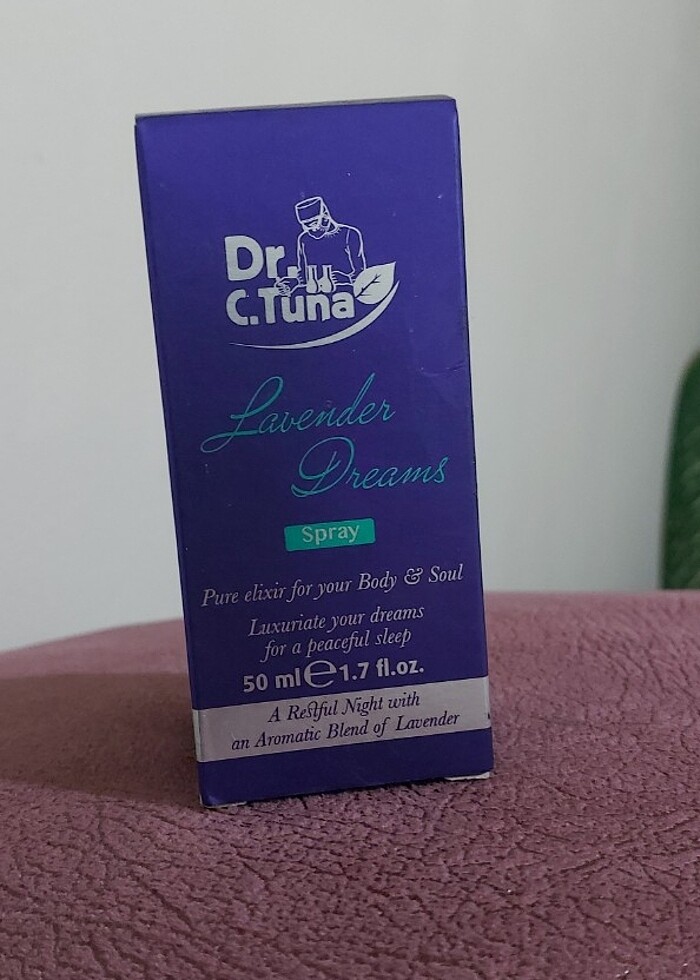 Dr.
C.Tuna
Lavender
Dreams
Spray
Pure elixir for your Body & Soul
Luxuriate your dreams
for a peaceful sleep
50 ml ℮ 1.7 fl.oz.
A Restful Night with
an Aromatic Blend of Lavender